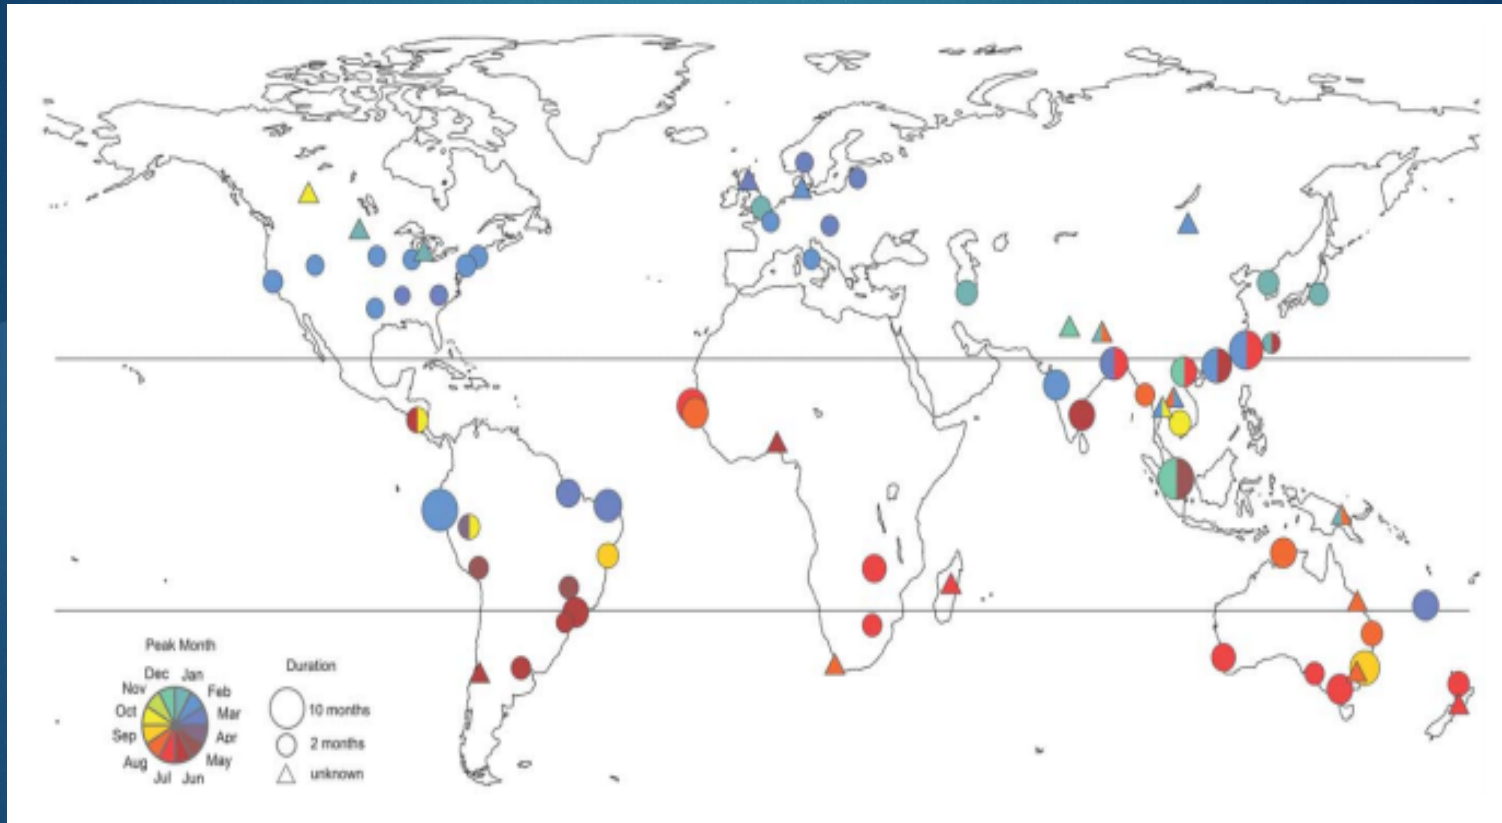 Peak Month
Dec Jan
Nov Feb
Oct Mar
Sep Apr
Aug May
Jul Jun
Duration
10 months
2 months
unknown